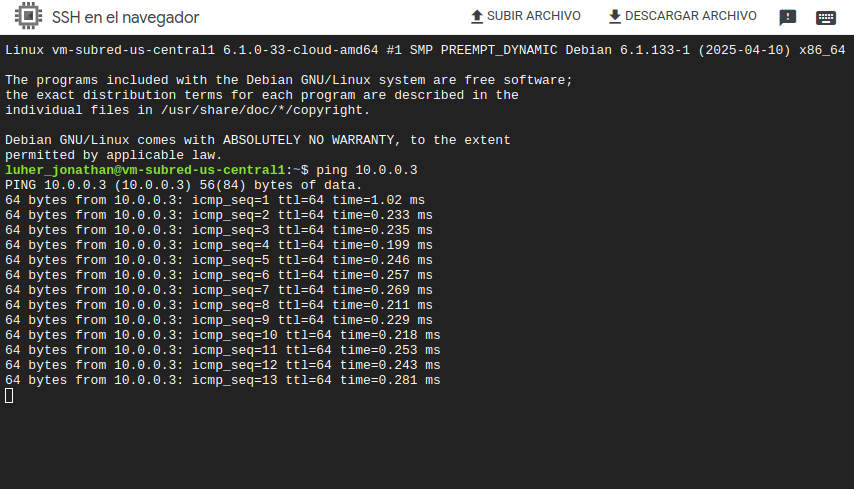 SSH en el navegador
SUBIR ARCHIVO
DESCARGAR ARCHIVO
Linux vm-subred-us-central1 6.1.0-33-cloud-amd64 #1 SMP PREEMPT_DYNAMIC Debian 6.1.133-1 (2025-04-10) x86_64
The programs included with the Debian GNU/Linux system are free software;
the exact distribution terms for each program are described in the
individual files in /usr/share/doc/*/copyright.
Debian GNU/Linux comes with ABSOLUTELY NO WARRANTY, to the extent
permitted by applicable law.
luher_jonathan@vm-subred-us-central1:~$ ping 10.0.0.3
PING 10.0.0.3 (10.0.0.3) 56(84) bytes of data.
64 bytes from 10.0.0.3: icmp_seq=1 ttl=64 time=1.02 ms
64 bytes from 10.0.0.3: icmp_seq=2 ttl=64 time=0.233 ms
64 bytes from 10.0.0.3: icmp_seq=3 ttl=64 time=0.235 ms
64 bytes from 10.0.0.3: icmp_seq=4 ttl=64 time=0.199 ms
64 bytes from 10.0.0.3: icmp_seq=5 ttl=64 time=0.246 ms
64 bytes from 10.0.0.3: icmp_seq=6 ttl=64 time=0.257 ms
64 bytes from 10.0.0.3: icmp_seq=7 ttl=64 time=0.269 ms
64 bytes from 10.0.0.3: icmp_seq=8 ttl=64 time=0.211 ms
64 bytes from 10.0.0.3: icmp_seq=9 ttl=64 time=0.229 ms
64 bytes from 10.0.0.3: icmp_seq=10 ttl=64 time=0.218 ms
64 bytes from 10.0.0.3: icmp_seq=11 ttl=64 time=0.253 ms
64 bytes from 10.0.0.3: icmp_seq=12 ttl=64 time=0.243 ms
64 bytes from 10.0.0.3: icmp_seq=13 ttl=64 time=0.281 ms